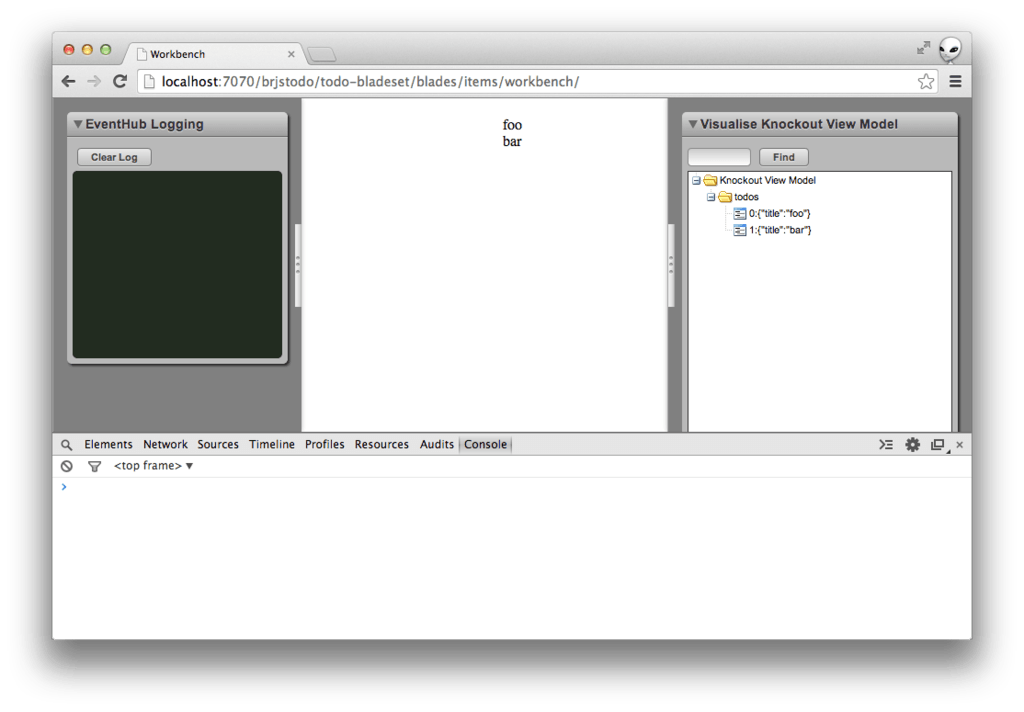 Workbench
localhost:7070/brjstodo/todo-bladeset/blades/items/workbench/
EventHub Logging
Clear Log
foo
bar
Visualise Knockout View Model
Find
Knockout View Model
todos
0:{"title":"foo"}
1:{"title":"bar"}
Elements Network Sources Timeline Profiles Resources Audits Console
<top frame>